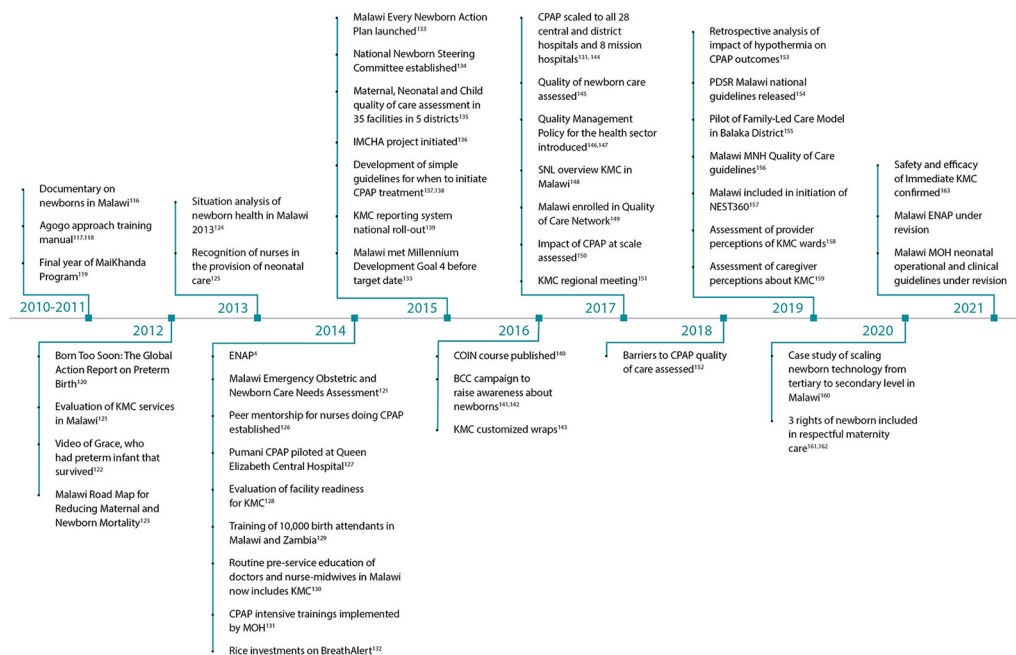 Documentary on
newborns in Malawi¹¹⁶
Agogo approach training
manual¹¹⁷,¹¹⁸
Final year of MaiKhanda
Program¹¹⁹
2010-2011
Born Too Soon: The Global
Action Report on Preterm
Birth¹²⁰
Evaluation of KMC services
in Malawi¹²¹
Video of Grace, who
had preterm infant that
survived¹²²
Malawi Road Map for
Reducing Maternal and
Newborn Mortality¹²³
2012
Situation analysis of
newborn health in Malawi
2013¹²⁴
Recognition of nurses in
the provision of neonatal
care¹²⁵
2013
2014
ENAP⁴
Malawi Emergency Obstetric and
Newborn Care Needs Assessment¹²¹
Peer mentorship for nurses doing CPAP
established¹²⁶
Pumani CPAP piloted at Queen
Elizabeth Central Hospital¹²⁷
Evaluation of facility readiness
for KMC¹²⁸
Training of 10,000 birth attendants in
Malawi and Zambia¹²⁹
Routine pre-service education of
doctors and nurse-midwives in Malawi
now includes KMC¹³⁰
CPAP intensive trainings implemented
by MOH¹³¹
Rice investments on BreathAlert¹³²
Malawi Every Newborn Action
Plan launched¹³³
National Newborn Steering
Committee established¹³⁴
Maternal, Neonatal and Child
quality of care assessment in
35 facilities in 5 districts¹³⁵
IMCHA project initiated¹³⁶
Development of simple
guidelines for when to initiate
CPAP treatment¹³⁷,¹³⁸
KMC reporting system
national roll-out¹³⁹
Malawi met Millennium
Development Goal 4 before
target date¹³³
2015
2016
COIN course published¹⁴⁰
BCC campaign to
raise awareness about
newborns¹⁴¹,¹⁴²
KMC customized wraps¹⁴³
CPAP scaled to all 28
central and district
hospitals and 8 mission
hospitals¹³¹, ¹⁴⁴
Quality of newborn care
assessed¹⁴⁵
Quality Management
Policy for the health sector
introduced¹⁴⁶,¹⁴⁷
SNL overview KMC in
Malawi¹⁴⁸
Malawi enrolled in Quality
of Care Network¹⁴⁹
Impact of CPAP at scale
assessed¹⁵⁰
KMC regional meeting¹⁵¹
2017
2018
Barriers to CPAP quality
of care assessed¹⁵²
Retrospective analysis of
impact of hypothermia on
CPAP outcomes¹⁵³
PDSR Malawi national
guidelines released¹⁵⁴
Pilot of Family-Led Care Model
in Balaka District¹⁵⁵
Malawi MNH Quality of Care
guidelines¹⁵⁶
Malawi included in initiation of
NEST360¹⁵⁷
Assessment of provider
perceptions of KMC wards¹⁵⁸
Assessment of caregiver
perceptions about KMC¹⁵⁹
2019
2020
Case study of scaling
newborn technology from
tertiary to secondary level in
Malawi¹⁶⁰
3 rights of newborn included
in respectful maternity
care¹⁶¹,¹⁶²
Safety and efficacy
of Immediate KMC
confirmed¹⁶³
Malawi ENAP under
revision
Malawi MOH neonatal
operational and clinical
guidelines under revision
2021